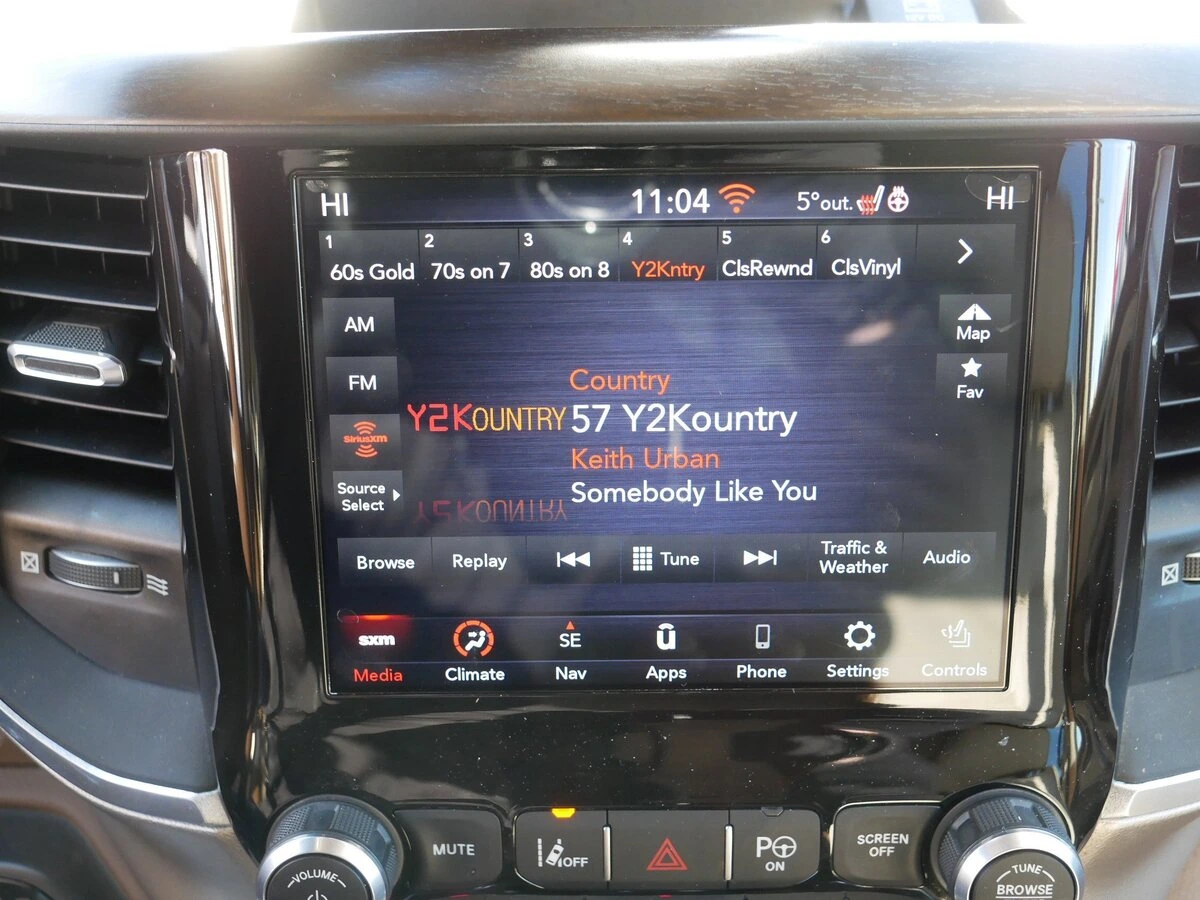 HI 11:04 5°out. HI
1 2 3 4 5 6
60s Gold 70s on 7 80s on 8 Y2Kntry ClsRewnd ClsVinyl
AM
Map
FM
Fav
Country
Y2KOUNTRY 57 Y2Kountry
SiriusXM
Keith Urban
Source
Select
Somebody Like You
Y2KOUNTRY
Browse Replay Tune Traffic &
Weather Audio
sxm SE ū
Media Climate Nav Apps Phone Settings Controls
MUTE OFF P ON SCREEN
OFF
VOLUME TUNE
BROWSE